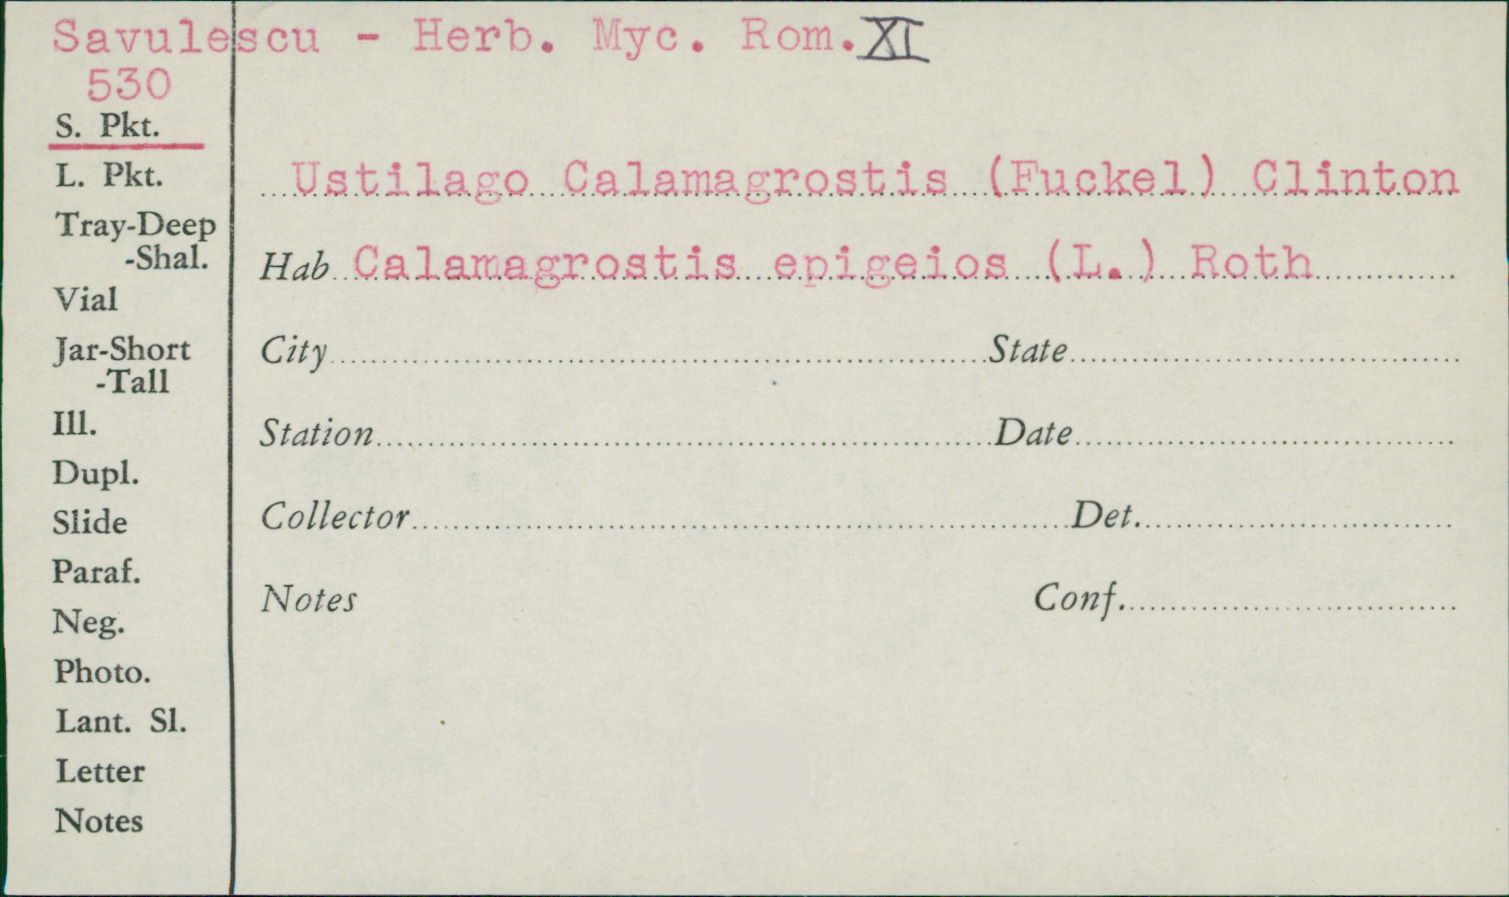 Savulescu - Herb. Myc. Rom. XI
530
S. Pkt.
L. Pkt.
Tray-Deep
-Shal.
Vial
Jar-Short
-Tall
Ill.
Dupl.
Slide
Paraf.
Neg.
Photo.
Lant. Sl.
Letter
Notes
Ustilago Calamagrostis (Fuckel) Clinton
Hab Calamagrostis epigeios (L.) Roth
City State
Station Date
Collector Det.
Notes Conf.